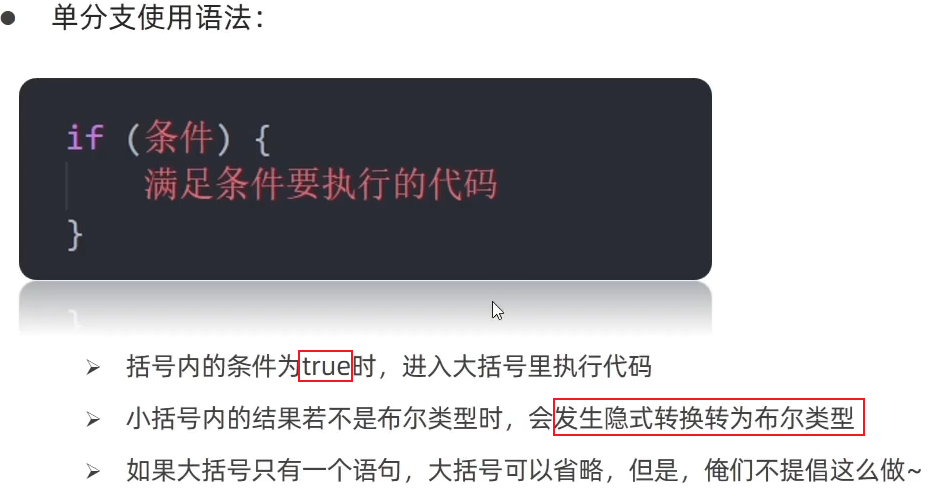 单分支使用语法：
if (条件) {
满足条件要执行的代码
}
括号内的条件为true时，进入大括号里执行代码
小括号内的结果若不是布尔类型时，会发生隐式转换转为布尔类型
如果大括号只有一个语句，大括号可以省略，但是，俺们不提倡这么做~